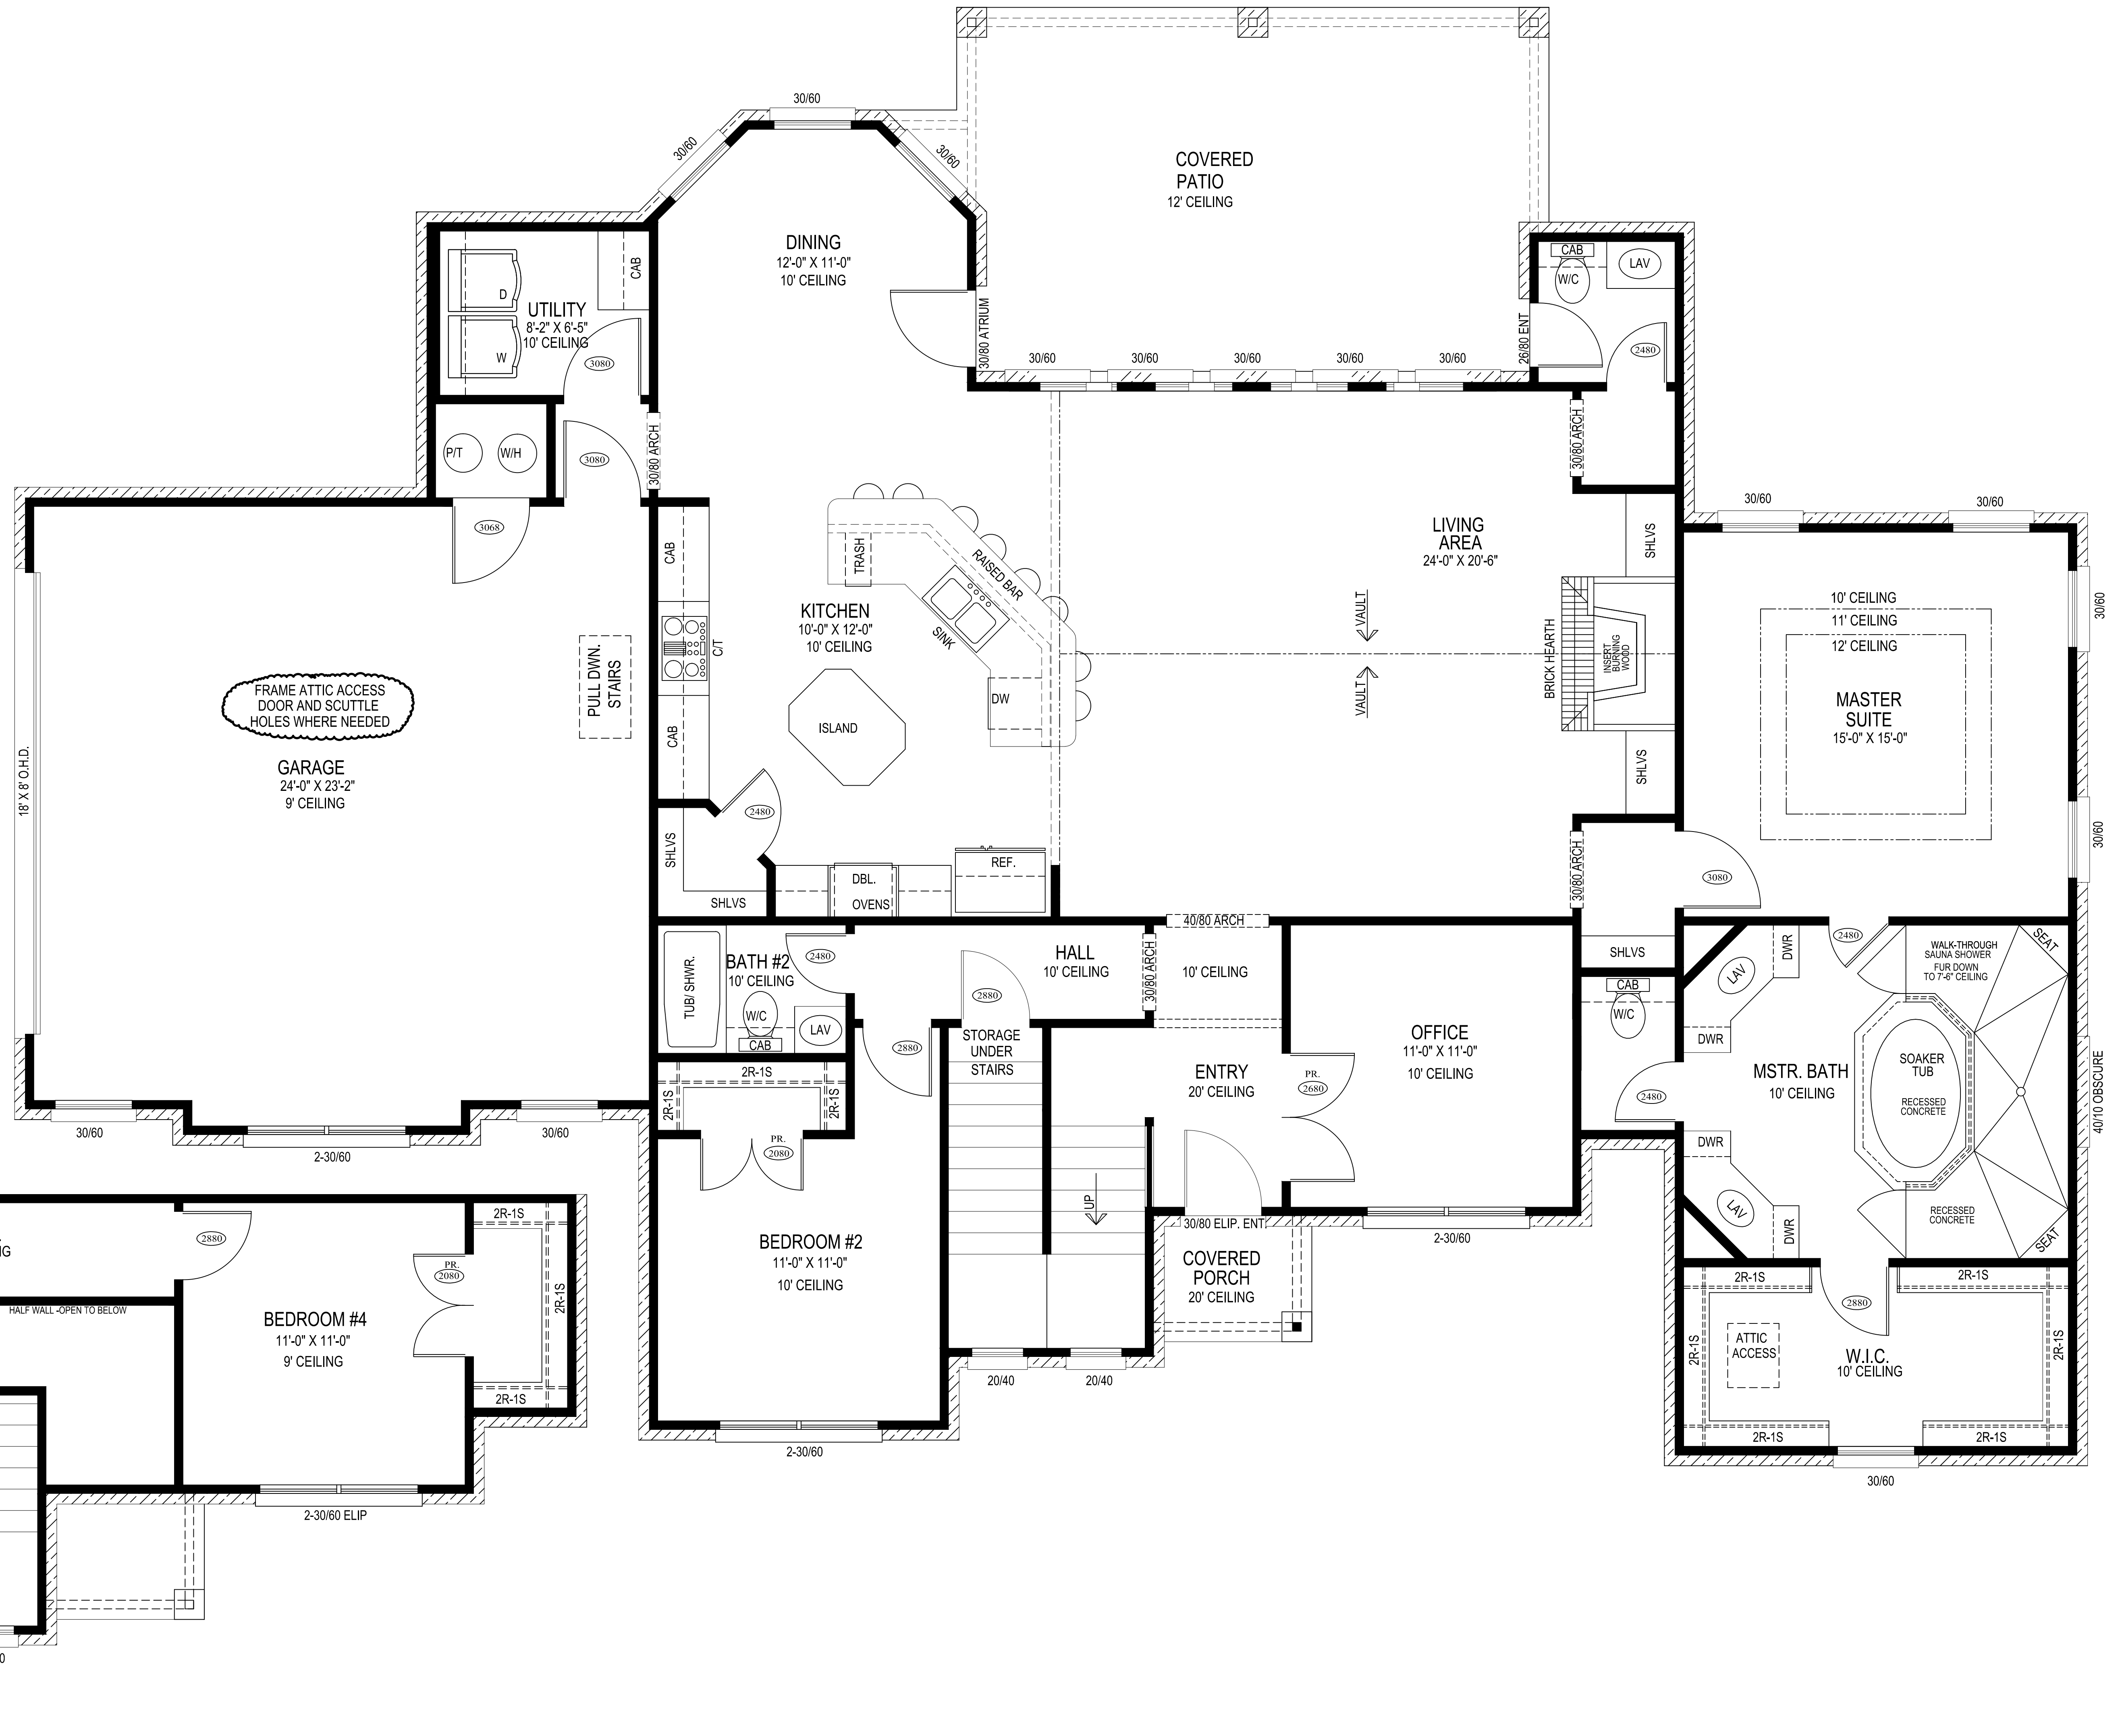 30/60
30/60
30/60
COVERED
PATIO
12' CEILING
DINING
12'-0" X 11'-0"
10' CEILING
CAB
D
W
UTILITY
8'-2" X 6'-5"
10' CEILING
3080
30/80 ATRIUM
30/60
30/60
30/60
30/60
30/60
26/80 ENT
CAB
W/C
LAV
2480
P/T
W/H
3080
30/80 ARCH
30/80 ARCH
3068
CAB
TRASH
RAISED BAR
SINK
LIVING
AREA
24'-0" X 20'-6"
SHLVS
30/60
30/60
30/60
10' CEILING
11' CEILING
12' CEILING
MASTER
SUITE
15'-0" X 15'-0"
KITCHEN
10'-0" X 12'-0"
10' CEILING
C/T
CAB
ISLAND
DW
VAULT
VAULT
BRICK HEARTH
INSERT
BURNING
WOOD
SHLVS
PULL DWN.
STAIRS
FRAME ATTIC ACCESS
DOOR AND SCUTTLE
HOLES WHERE NEEDED
GARAGE
24'-0" X 23'-2"
9' CEILING
18' X 8' O.H.D.
2480
SHLVS
SHLVS
DBL.
OVENS
REF.
30/80 ARCH
3080
30/60
40/80 ARCH
TUB/ SHWR.
BATH #2
10' CEILING
2480
W/C
CAB
LAV
HALL
10' CEILING
30/80 ARCH
10' CEILING
2880
STORAGE
UNDER
STAIRS
2880
ENTRY
20' CEILING
PR.
2680
OFFICE
11'-0" X 11'-0"
10' CEILING
SHLVS
CAB
W/C
2480
LAV
DWR
DWR
2480
WALK-THROUGH
SAUNA SHOWER
FUR DOWN
TO 7'-6" CEILING
SEAT
MSTR. BATH
10' CEILING
SOAKER
TUB
RECESSED
CONCRETE
40/10 OBSCURE
DWR
LAV
DWR
RECESSED
CONCRETE
SEAT
30/60
2-30/60
30/60
2R-1S
2R-1S
2R-1S
PR.
2080
BEDROOM #2
11'-0" X 11'-0"
10' CEILING
2-30/60
UP
30/80 ELIP. ENT
COVERED
PORCH
20' CEILING
20/40
20/40
2-30/60
2R-1S
2R-1S
2880
2R-1S
2R-1S
ATTIC
ACCESS
W.I.C.
10' CEILING
2R-1S
2R-1S
30/60
NG
2880
HALF WALL -OPEN TO BELOW
BEDROOM #4
11'-0" X 11'-0"
9' CEILING
PR.
2080
2R-1S
2R-1S
2R-1S
2-30/60 ELIP
0